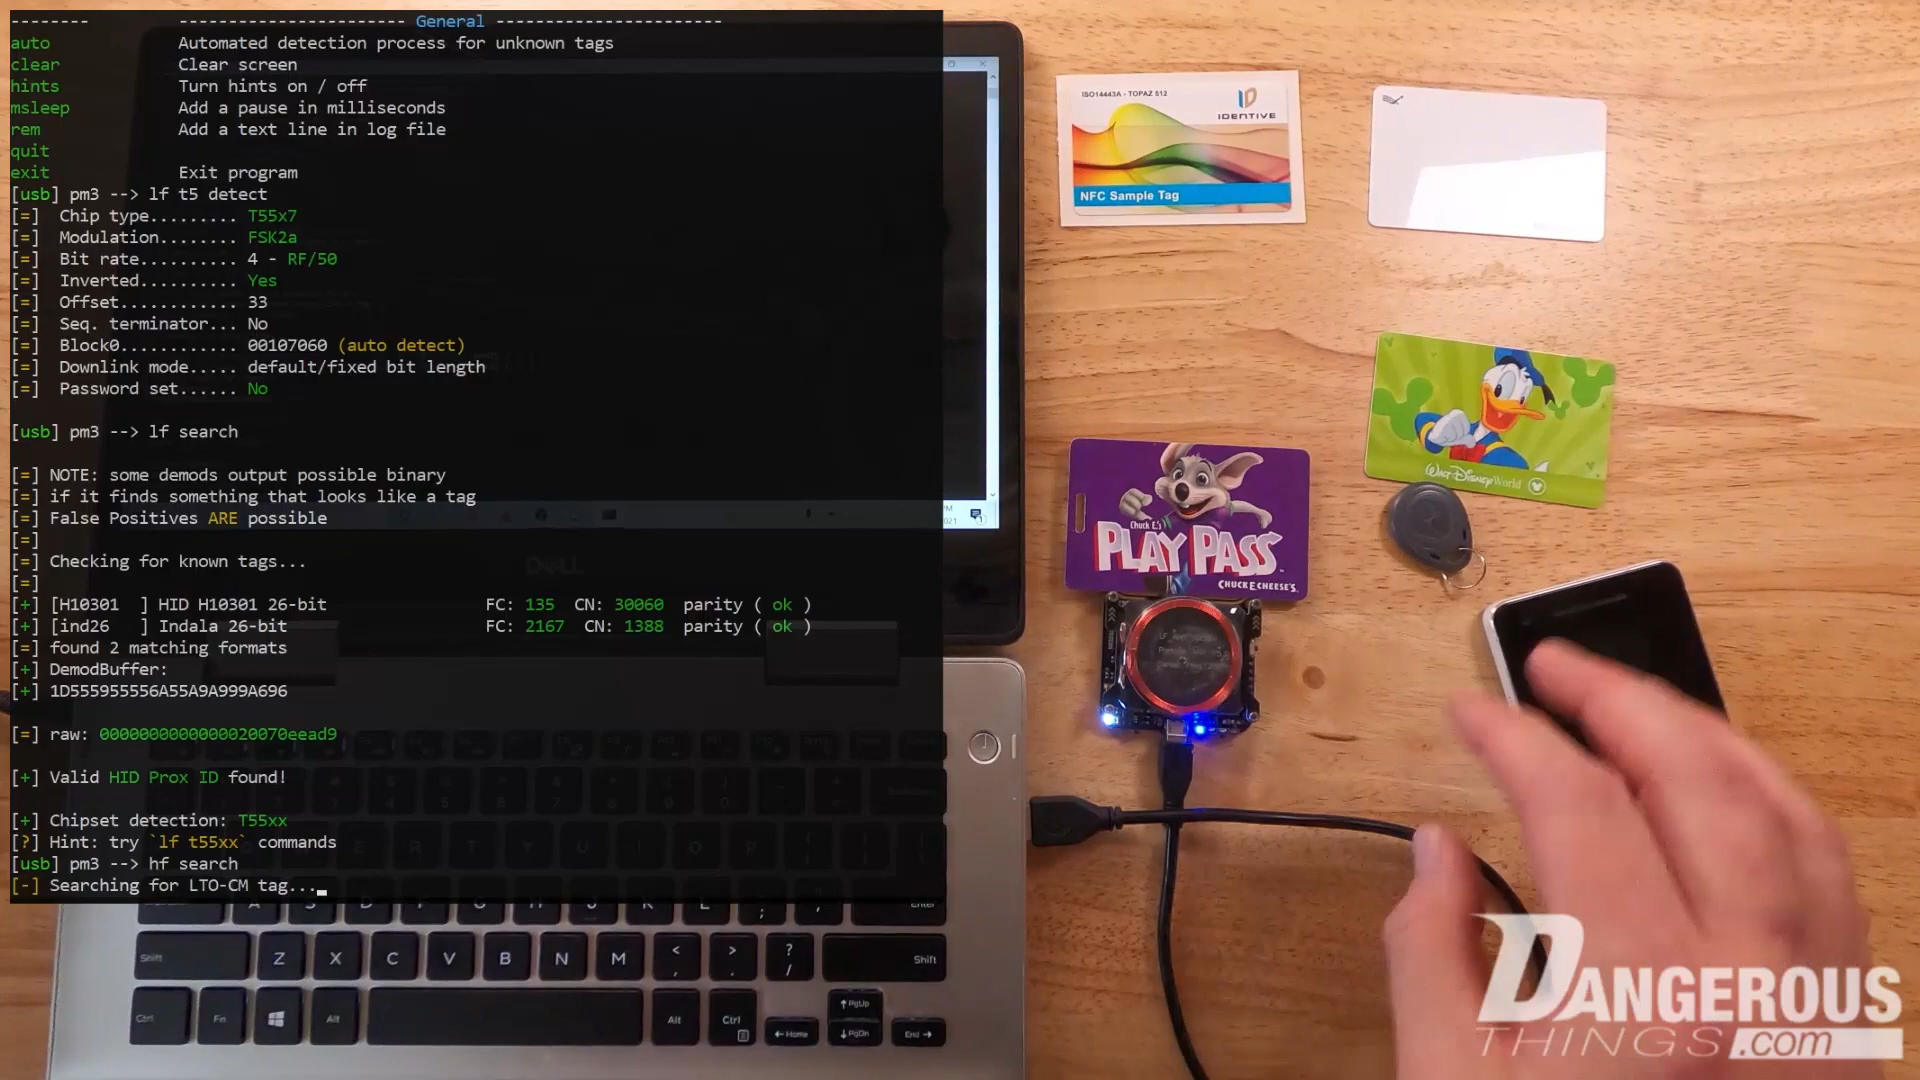 -------- ----------------------- General -----------------------
auto Automated detection process for unknown tags
clear Clear screen
hints Turn hints on / off
msleep Add a pause in milliseconds
rem Add a text line in log file
quit
exit Exit program
[usb] pm3 --> lf t5 detect
[=] Chip type......... T55x7
[=] Modulation........ FSK2a
[=] Bit rate.......... 4 - RF/50
[=] Inverted.......... Yes
[=] Offset............ 33
[=] Seq. terminator... No
[=] Block0............ 00107060 (auto detect)
[=] Downlink mode..... default/fixed bit length
[=] Password set...... No
[usb] pm3 --> lf search
[=] NOTE: some demods output possible binary
[=] if it finds something that looks like a tag
[=] False Positives ARE possible
[=]
[=] Checking for known tags...
[=]
[+] [H10301 ] HID H10301 26-bit FC: 135 CN: 30060 parity ( ok )
[+] [ind26 ] Indala 26-bit FC: 2167 CN: 1388 parity ( ok )
[=] found 2 matching formats
[+] DemodBuffer:
[+] 1D555955556A55A9A999A696
[=] raw: 0000000000000020070eead9
[+] Valid HID Prox ID found!
[+] Chipset detection: T55xx
[?] Hint: try `lf t55xx` commands
[usb] pm3 --> hf search
[-] Searching for LTO-CM tag...
ISO14443A - TOPAZ 512
IDENTIVE
NFC Sample Tag
Walt Disney World
Chuck E.'s
PLAY PASS
CHUCK E. CHEESE'S
DELL
Enter
Shift Z X C V B N M < , > . ? / Shift
Ctrl Fn Alt Alt Ctrl PgUp
Home PgDn End
DANGEROUS
THINGS.com